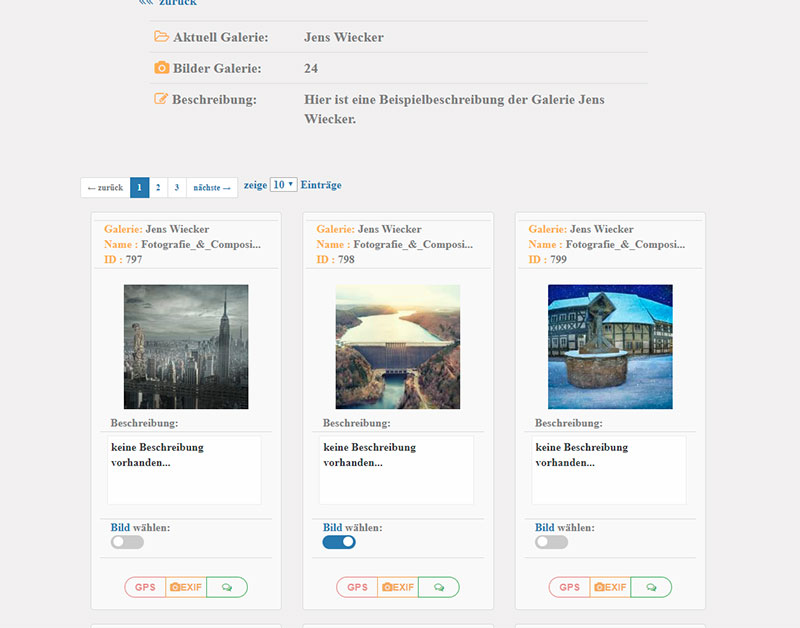 «« zurück
Aktuell Galerie: Jens Wiecker
Bilder Galerie: 24
Beschreibung: Hier ist eine Beispielbeschreibung der Galerie Jens
Wiecker.
← zurück 1 2 3 nächste → zeige 10 Einträge
Galerie: Jens Wiecker
Name : Fotografie_&_Composi...
ID : 797
Beschreibung:
keine Beschreibung
vorhanden...
Bild wählen:
GPS EXIF
Galerie: Jens Wiecker
Name : Fotografie_&_Composi...
ID : 798
Beschreibung:
keine Beschreibung
vorhanden...
Bild wählen:
GPS EXIF
Galerie: Jens Wiecker
Name : Fotografie_&_Composi...
ID : 799
Beschreibung:
keine Beschreibung
vorhanden...
Bild wählen:
GPS EXIF